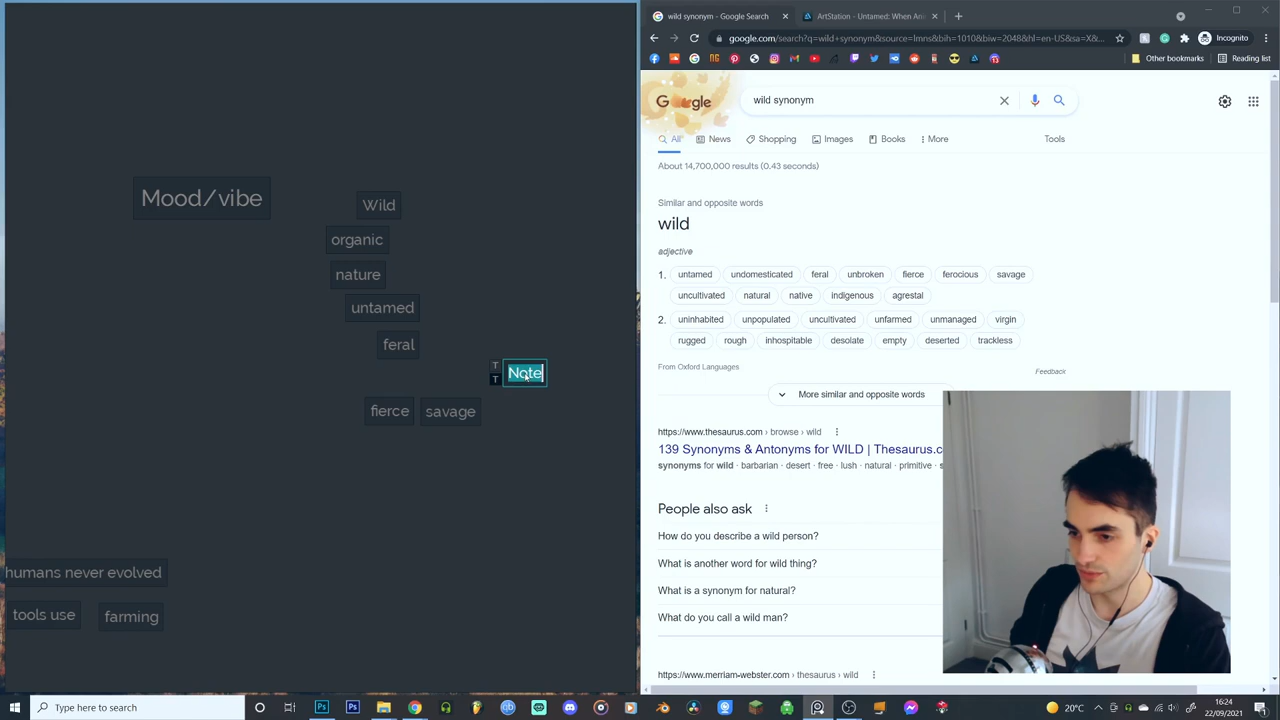 Mood/vibe
Wild
organic
nature
untamed
feral
Note
fierce
savage
humans never evolved
tools use
farming
wild synonym - Google Search
ArtStation - Untamed: When Ani
google.com/search?q=wild+synonym&source=lmns&bih=1010&biw=2048&hl=en-US&sa=X&...
Incognito
Other bookmarks
Reading list
Google
wild synonym
All
News
Shopping
Images
Books
More
Tools
About 14,700,000 results (0.43 seconds)
Similar and opposite words
wild
adjective
1. untamed undomesticated feral unbroken fierce ferocious savage
uncultivated natural native indigenous agrestal
2. uninhabited unpopulated uncultivated unfarmed unmanaged virgin
rugged rough inhospitable desolate empty deserted trackless
From Oxford Languages
Feedback
More similar and opposite words
https://www.thesaurus.com › browse › wild
139 Synonyms & Antonyms for WILD | Thesaurus.c
synonyms for wild · barbarian · desert · free · lush · natural · primitive · s
People also ask
How do you describe a wild person?
What is another word for wild thing?
What is a synonym for natural?
What do you call a wild man?
https://www.merriam-webster.com › thesaurus › wild
Type here to search
20°C
16:24
22/09/2021